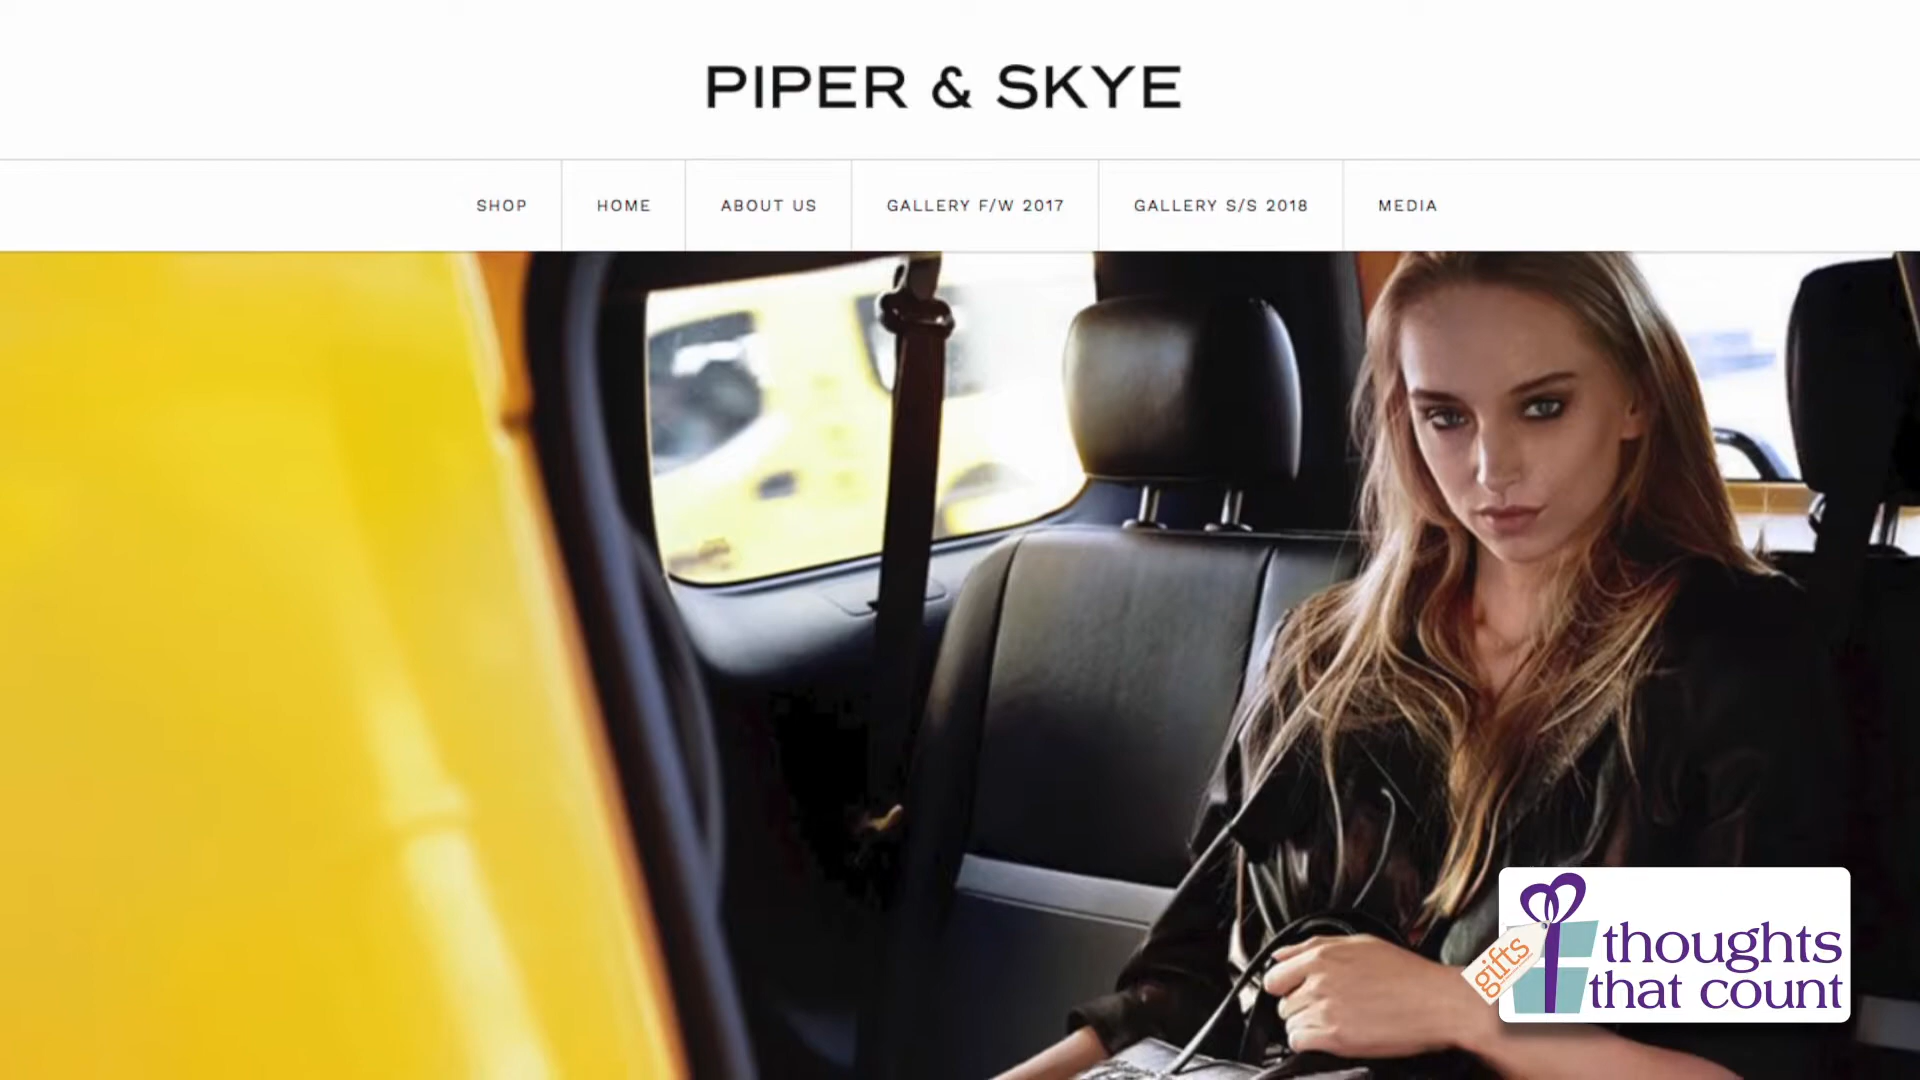 PIPER & SKYE
SHOP
HOME
ABOUT US
GALLERY F/W 2017
GALLERY S/S 2018
MEDIA
gifts
thoughts
that count